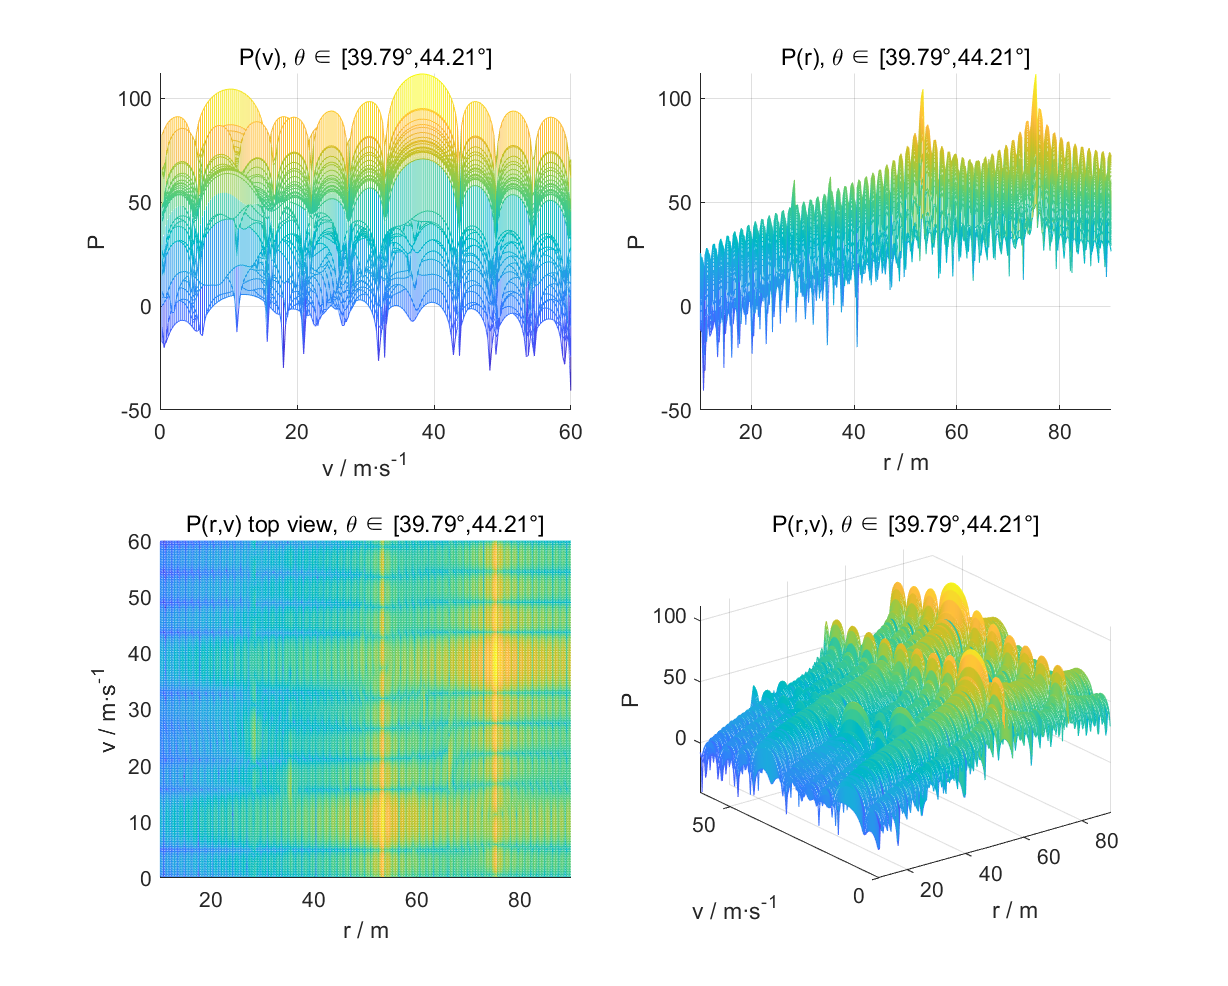 P(v), θ ∈ [39.79°,44.21°]
100
50
0
-50
P
0
20
40
60
v / m·s⁻¹
P(r), θ ∈ [39.79°,44.21°]
100
50
0
-50
P
20
40
60
80
r / m
P(r,v) top view, θ ∈ [39.79°,44.21°]
60
50
40
30
20
10
0
v / m·s⁻¹
20
40
60
80
r / m
P(r,v), θ ∈ [39.79°,44.21°]
100
50
0
P
50
0
v / m·s⁻¹
20
40
60
80
r / m